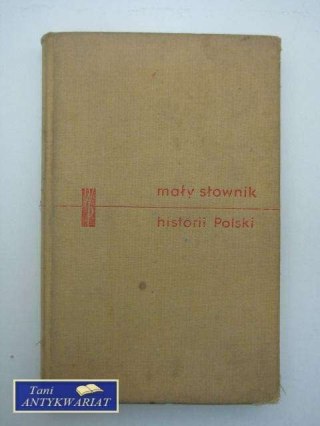 mały słownik
historii Polski
Tani
ANTYKWARIAT